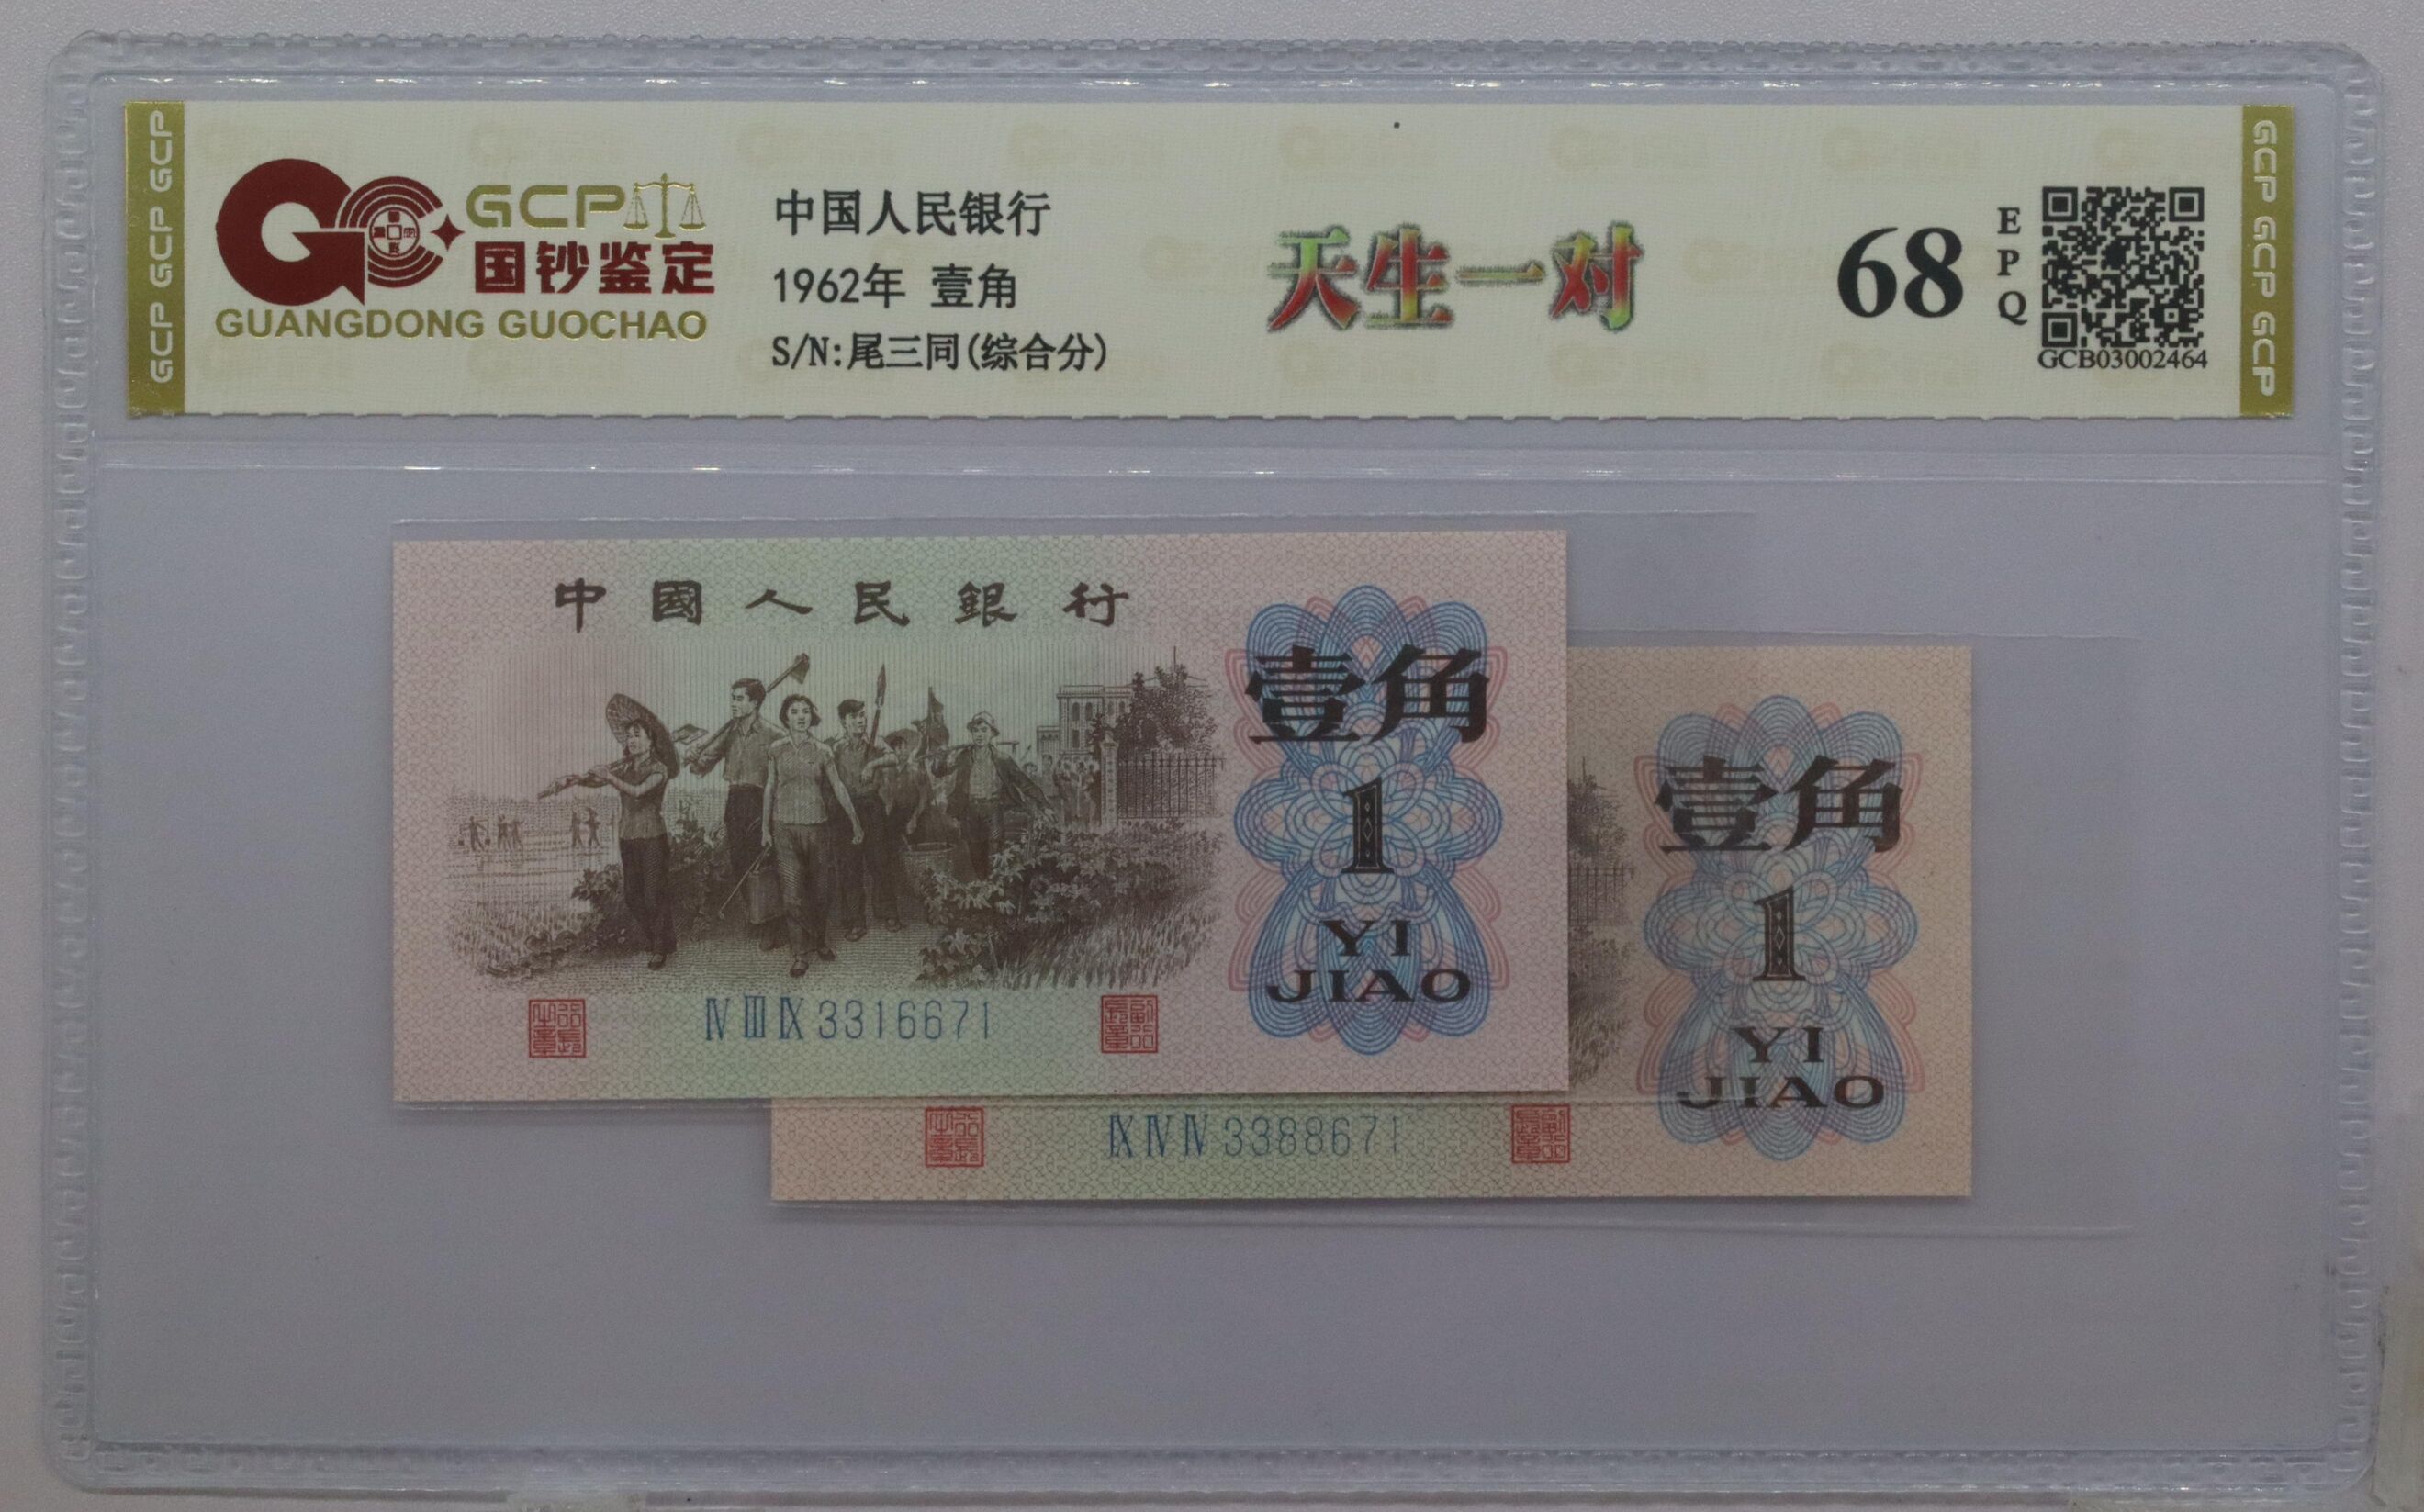 GCP GCP GCP
GCP
国钞鉴定
GUANGDONG GUOCHAO
中国人民银行
1962年 壹角
S/N:尾三同(综合分)
天生一对
68
EPQ
GCB03002464
GCP GCP GCP
中國人民銀行
壹角
1
YI
JIAO
Ⅳ Ⅲ Ⅸ 3316671
壹角
1
YI
JIAO
Ⅸ Ⅳ Ⅳ 3388671